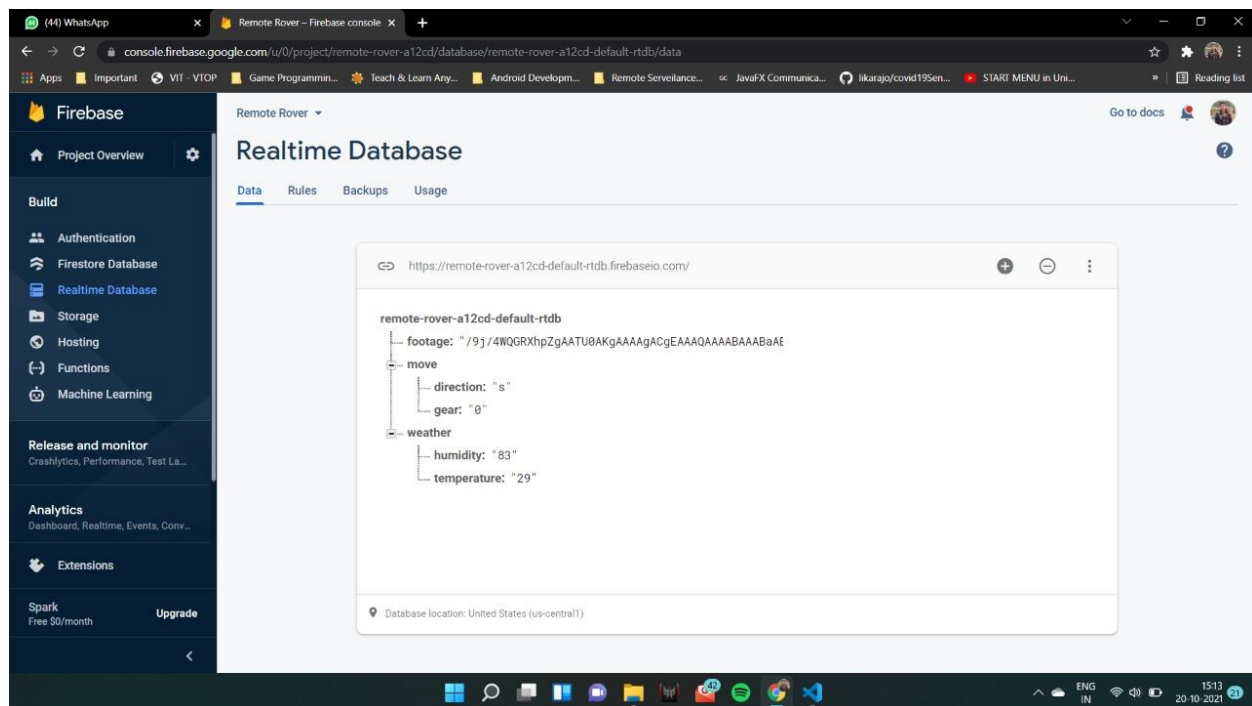 (44) WhatsApp
Remote Rover – Firebase console
console.firebase.google.com/u/0/project/remote-rover-a12cd/database/remote-rover-a12cd-default-rtdb/data
Apps Important VIT - VTOP Game Programmin... Teach & Learn Any... Android Developm... Remote Serveilance... JavaFX Communica... likarajo/covid19Sen... START MENU in Uni... » Reading list
Firebase
Remote Rover
Go to docs
Project Overview
Realtime Database
Data Rules Backups Usage
Build
Authentication
Firestore Database
Realtime Database
Storage
Hosting
Functions
Machine Learning
Release and monitor
Crashlytics, Performance, Test La...
Analytics
Dashboard, Realtime, Events, Conv...
Extensions
Spark
Free $0/month
Upgrade
https://remote-rover-a12cd-default-rtdb.firebaseio.com/
remote-rover-a12cd-default-rtdb
footage: "/9j/4WQGRXhpZgAATU0AKgAAAAgACgEAAAQAAAABAAABaAE
move
direction: "s"
gear: "0"
weather
humidity: "83"
temperature: "29"
Database location: United States (us-central1)
42
ENG
IN
15:13
20-10-2021
21